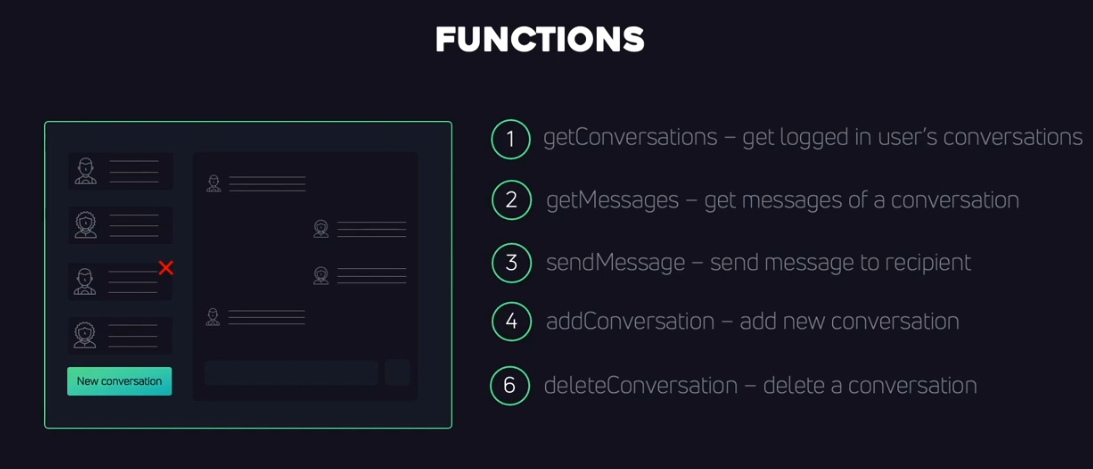 FUNCTIONS
1 getConversations – get logged in user's conversations
2 getMessages – get messages of a conversation
3 sendMessage – send message to recipient
4 addConversation – add new conversation
6 deleteConversation – delete a conversation
New conversation